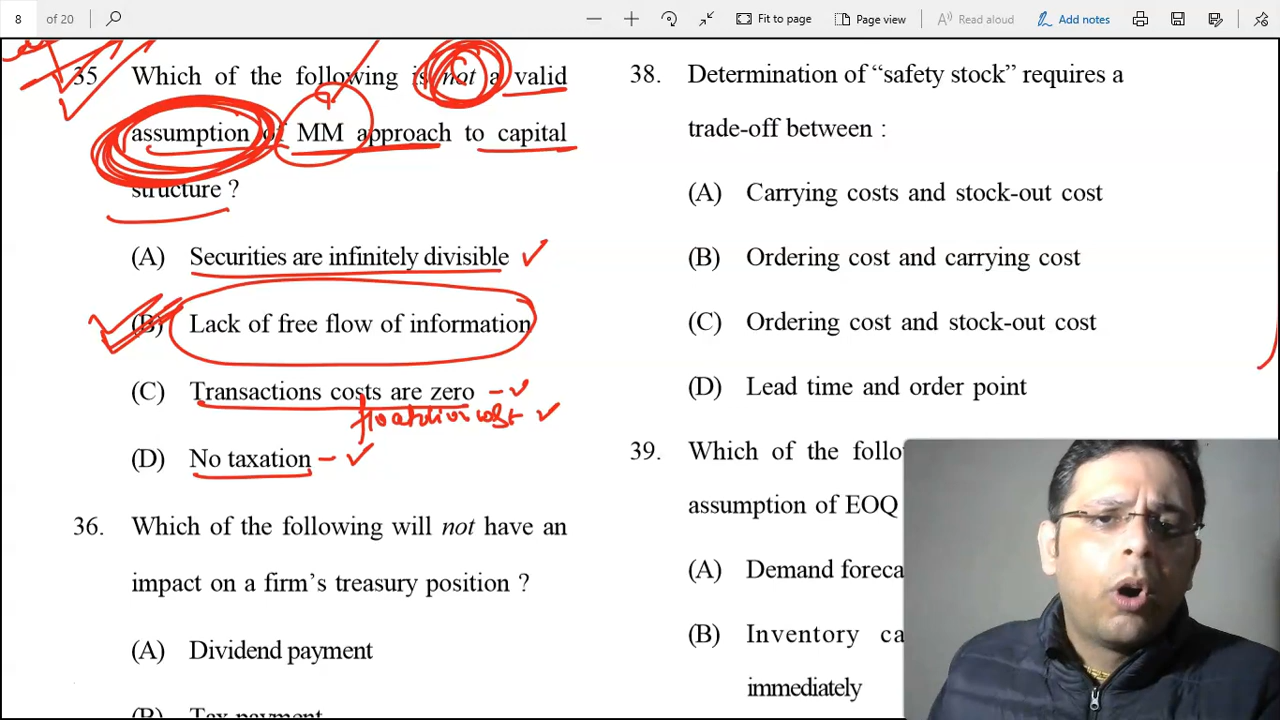 8 of 20
Fit to page
Page view
Read aloud
Add notes
35 Which of the following is not a valid
assumption of MM approach to capital
structure ?
(A) Securities are infinitely divisible
(B) Lack of free flow of information
(C) Transactions costs are zero
(D) No taxation
36. Which of the following will not have an
impact on a firm's treasury position ?
(A) Dividend payment
(B) Tax payment
38. Determination of “safety stock” requires a
trade-off between :
(A) Carrying costs and stock-out cost
(B) Ordering cost and carrying cost
(C) Ordering cost and stock-out cost
(D) Lead time and order point
39. Which of the follo
assumption of EOQ
(A) Demand foreca
(B) Inventory ca
immediately